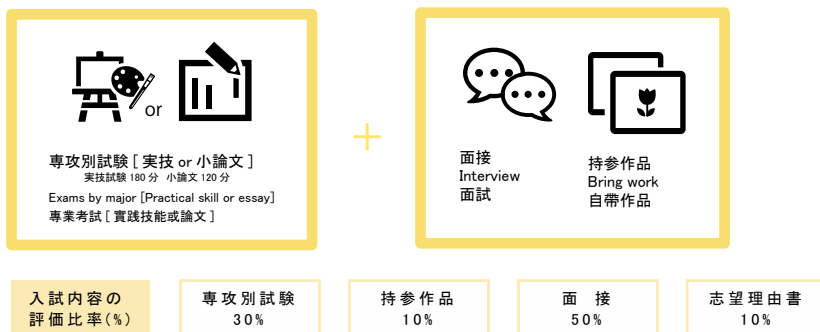 or
専攻別試験 [ 実技 or 小論文 ]
実技試験 180 分 小論文 120 分
Exams by major [Practical skill or essay]
専業考試 [ 實践技能或論文 ]
+
面接
Interview
面試
持参作品
Bring work
自帶作品
入試内容の
評価比率(%)
専攻別試験
30%
持参作品
10%
面 接
50%
志望理由書
10%